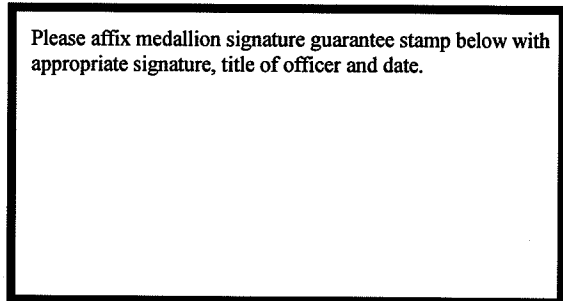 Please affix medallion signature guarantee stamp below with
appropriate signature, title of officer and date.